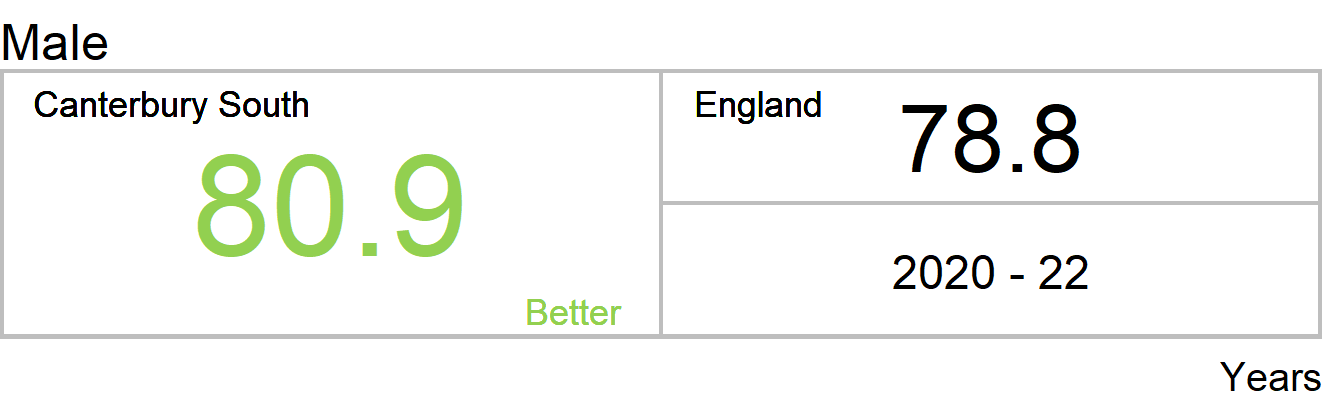 Male
Canterbury South
80.9
Better
England
78.8
2020 - 22
Years